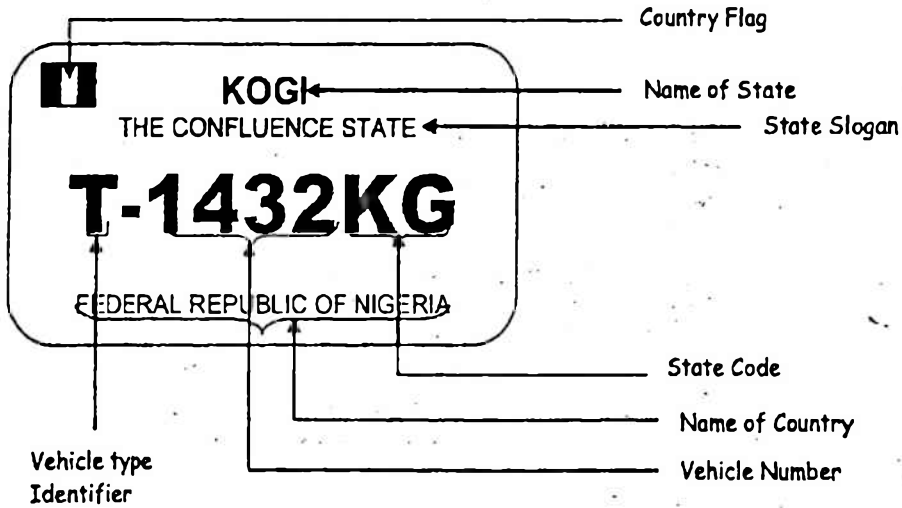 Country Flag
KOGI
Name of State
THE CONFLUENCE STATE
State Slogan
T-1432KG
FEDERAL REPUBLIC OF NIGERIA
State Code
Name of Country
Vehicle type
Identifier
Vehicle Number